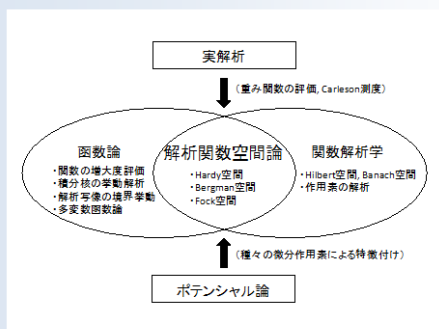 実解析
(重み関数の評価, Carleson測度)
函数論
・関数の増大度評価
・積分核の挙動解析
・解析写像の境界挙動
・多変数函数論
解析関数空間論
・Hardy空間
・Bergman空間
・Fock空間
関数解析学
・Hilbert空間, Banach空間
・作用素の解析
(種々の微分作用素による特徴付け)
ポテンシャル論